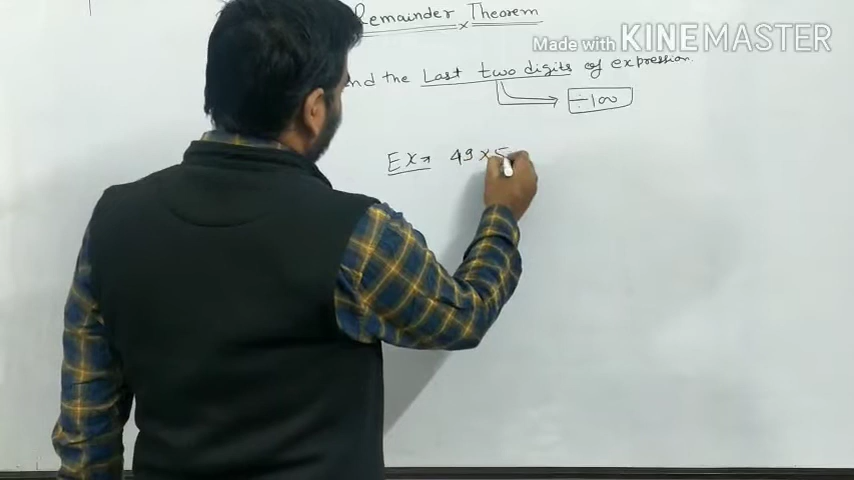 Remainder Theorem
Made with KINEMASTER
nd the Last two digits of expression.
÷100
Ex→ 49×5